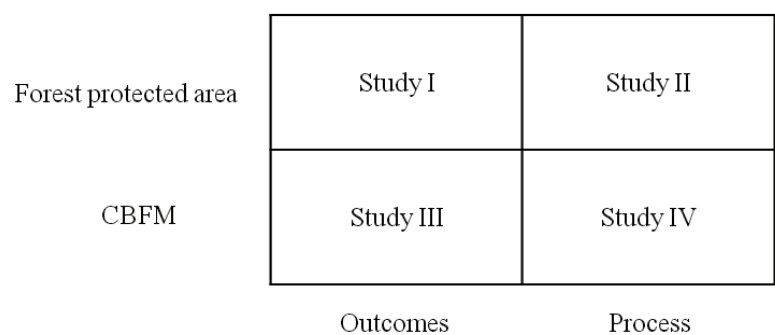 Forest protected area
Study I
Study II
CBFM
Study III
Study IV
Outcomes
Process